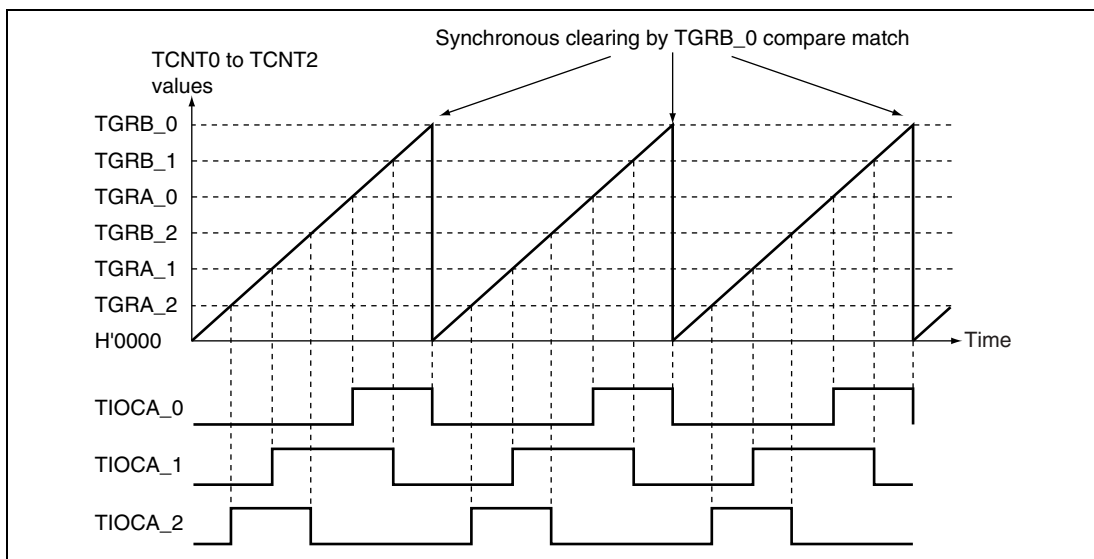 Synchronous clearing by TGRB_0 compare match
TCNT0 to TCNT2
values
TGRB_0
TGRB_1
TGRA_0
TGRB_2
TGRA_1
TGRA_2
H'0000
Time
TIOCA_0
TIOCA_1
TIOCA_2